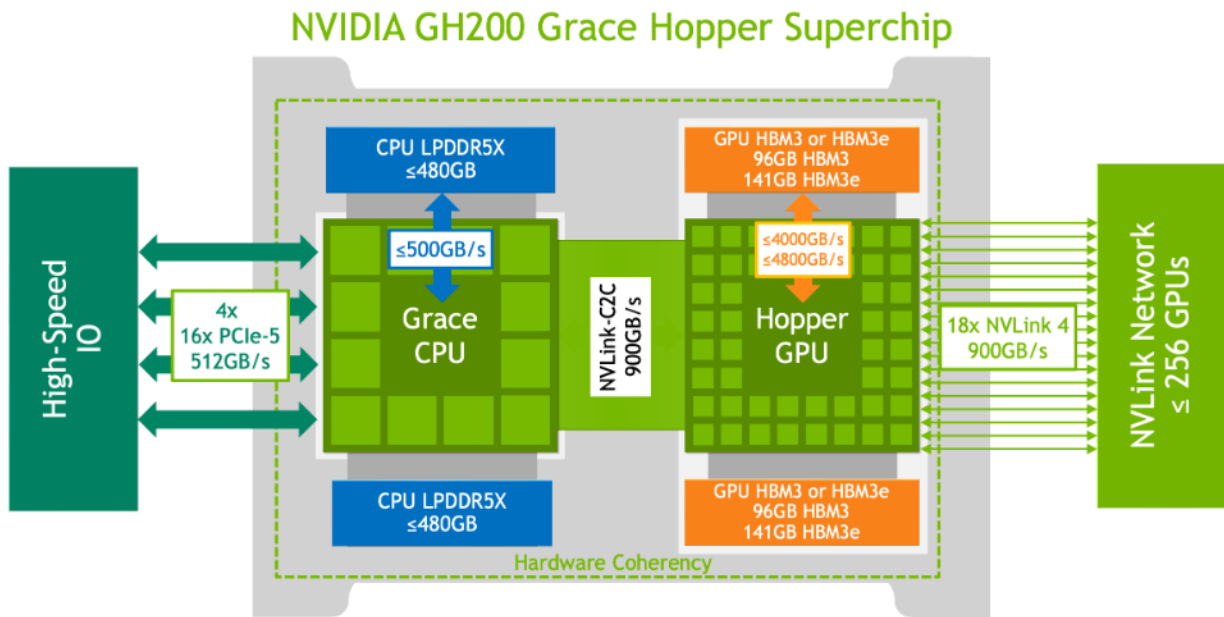 NVIDIA GH200 Grace Hopper Superchip
CPU LPDDR5X
≤480GB
GPU HBM3 or HBM3e
96GB HBM3
141GB HBM3e
High-Speed
IO
4x
16x PCIe-5
512GB/s
≤500GB/s
Grace
CPU
NVLink-C2C
900GB/s
≤4000GB/s
≤4800GB/s
Hopper
GPU
18x NVLink 4
900GB/s
NVLink Network
≤ 256 GPUs
CPU LPDDR5X
≤480GB
GPU HBM3 or HBM3e
96GB HBM3
141GB HBM3e
Hardware Coherency